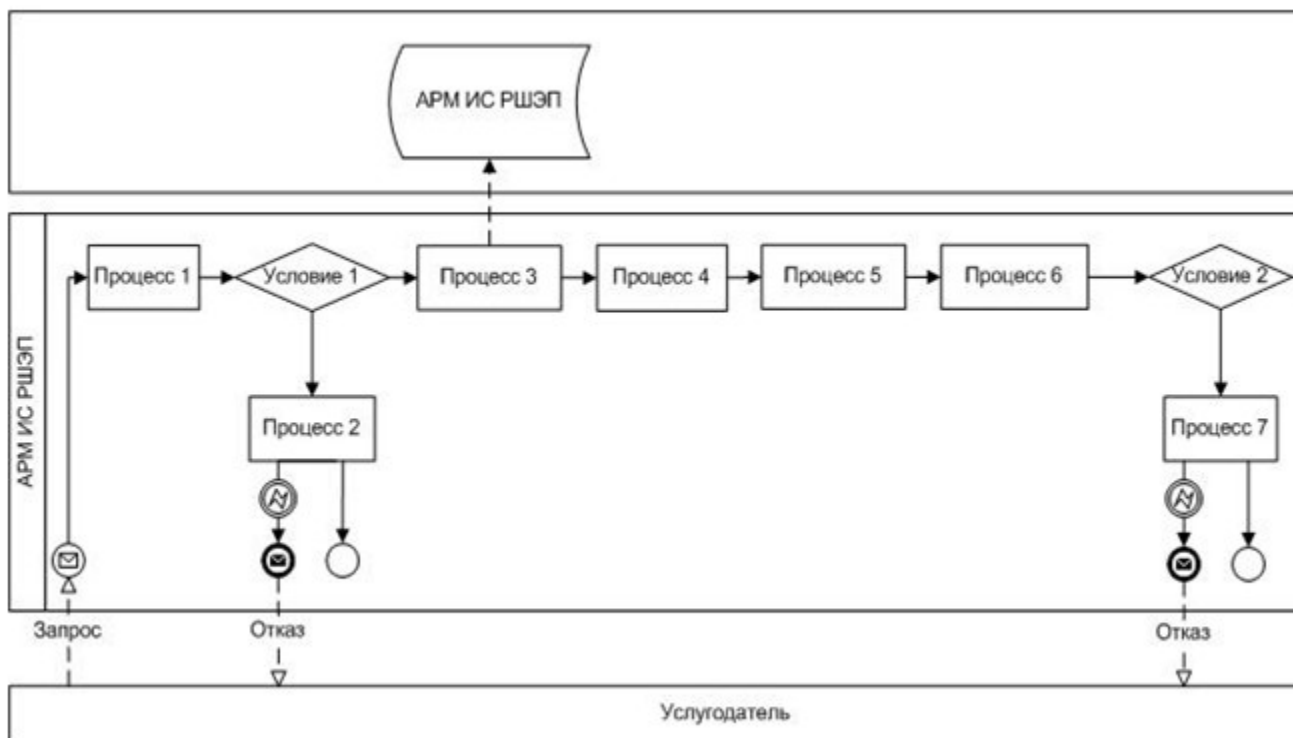 АРМ ИС РШЭП
АРМ ИС РШЭП
Процесс 1
Условие 1
Процесс 3
Процесс 4
Процесс 5
Процесс 6
Условие 2
Процесс 2
Процесс 7
Запрос
Отказ
Отказ
Услугодатель